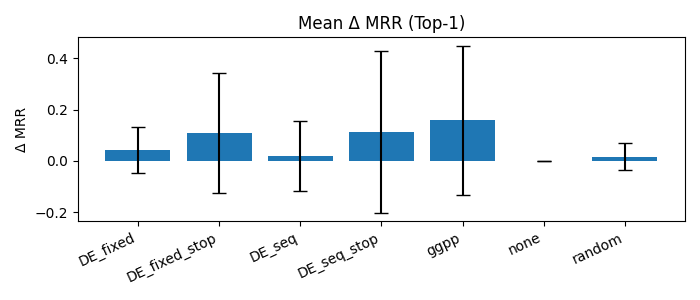 Mean Δ MRR (Top-1)
Δ MRR
0.4
0.2
0.0
−0.2
DE_fixed
DE_fixed_stop
DE_seq
DE_seq_stop
ggpp
none
random